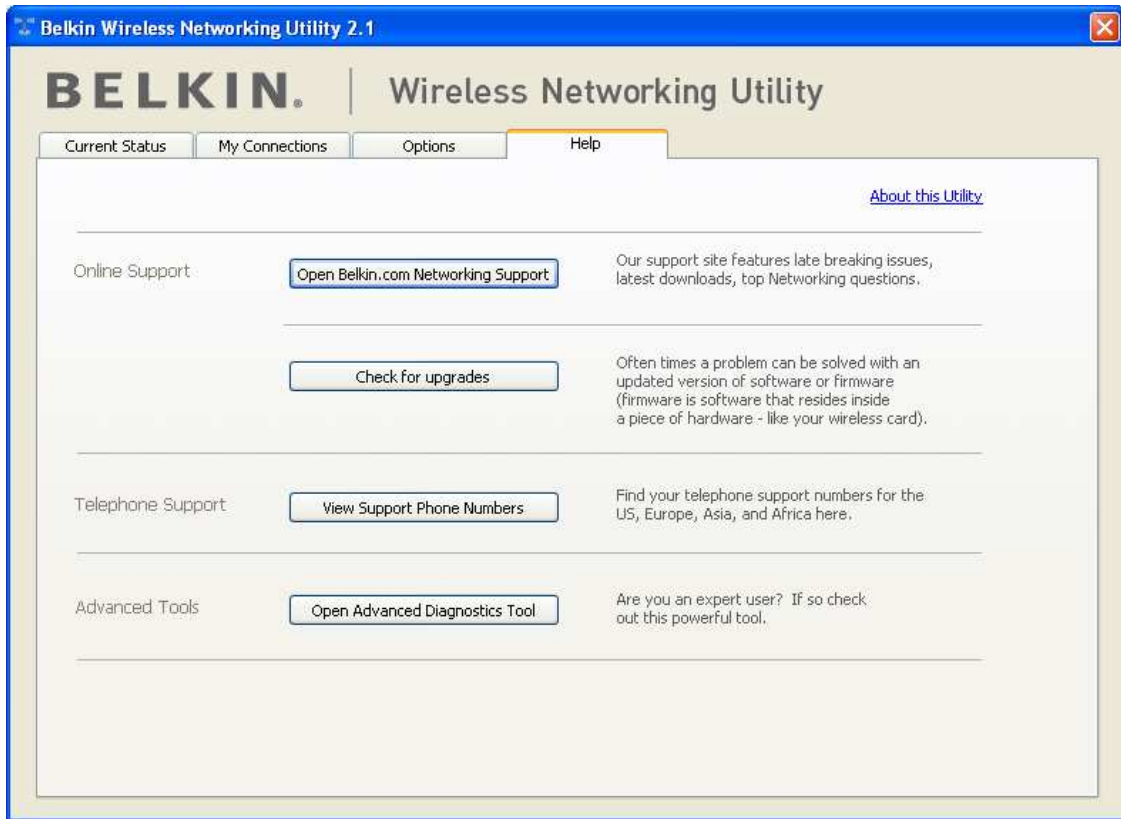 Belkin Wireless Networking Utility 2.1
BELKIN. Wireless Networking Utility
Current Status My Connections Options Help
About this Utility
Online Support
Open Belkin.com Networking Support
Our support site features late breaking issues,
latest downloads, top Networking questions.
Check for upgrades
Often times a problem can be solved with an
updated version of software or firmware
(firmware is software that resides inside
a piece of hardware - like your wireless card).
Telephone Support
View Support Phone Numbers
Find your telephone support numbers for the
US, Europe, Asia, and Africa here.
Advanced Tools
Open Advanced Diagnostics Tool
Are you an expert user? If so check
out this powerful tool.